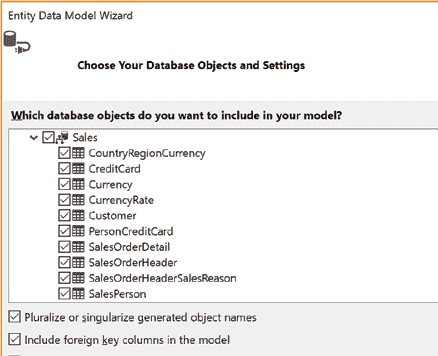 Entity Data Model Wizard
Choose Your Database Objects and Settings
Which database objects do you want to include in your model?
Sales
CountryRegionCurrency
CreditCard
Currency
CurrencyRate
Customer
PersonCreditCard
SalesOrderDetail
SalesOrderHeader
SalesOrderHeaderSalesReason
SalesPerson
Pluralize or singularize generated object names
Include foreign key columns in the model